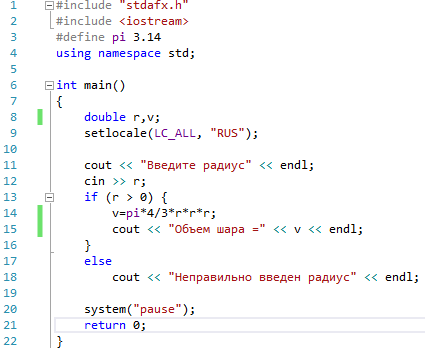 1 #include "stdafx.h"
2 #include <iostream>
3 #define pi 3.14
4 using namespace std;
5
6 int main()
7 {
8 double r,v;
9 setlocale(LC_ALL, "RUS");
10
11 cout << "Введите радиус" << endl;
12 cin >> r;
13 if (r > 0) {
14 v=pi*4/3*r*r*r;
15 cout << "Объем шара =" << v << endl;
16 }
17 else
18 cout << "Неправильно введен радиус" << endl;
19
20 system("pause");
21 return 0;
22 }